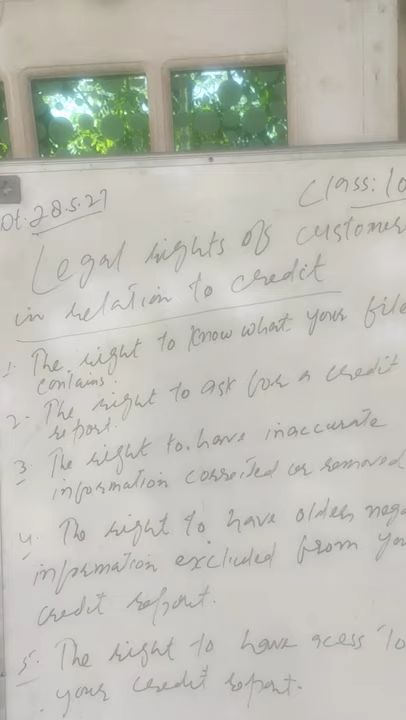 Dt. 28.5.27
Class: 10
Legal rights of customer
in relation to credit
1. The right to know what your file
contains.
2. The right to ask for a credit
report.
3. The right to have inaccurate
information corrected or removed
4. The right to have older nega
information excluded from you
credit report.
5. The right to have acess to
your credit report.